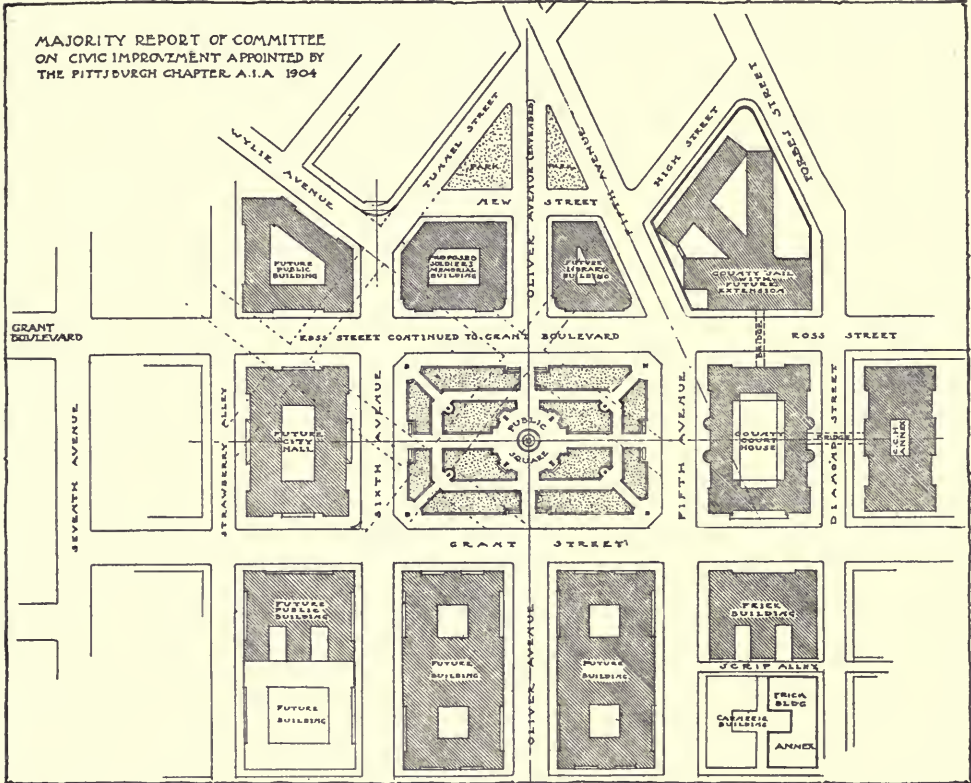 MAJORITY REPORT OF COMMITTEE
ON CIVIC IMPROVEMENT APPOINTED BY
THE PITTSBURGH CHAPTER A.I.A. 1904
WYLIE AVENUE
TUNNEL STREET
PARK
PARK
OLIVER AVENUE (EXTENDED)
FIFTH AVENUE
HIGH STREET
FORBES STREET
NEW STREET
FUTURE
PUBLIC
BUILDING
PROPOSED
SOLDIERS
MEMORIAL
BUILDING
FUTURE
LIBRARY
BUILDING
COUNTY JAIL
WITH
FUTURE
EXTENSION
GRANT
BOULEVARD
ROSS STREET CONTINUED TO GRANT BOULEVARD
BRIDGE
ROSS STREET
SEVENTH AVENUE
STRAWBERRY ALLEY
FUTURE
CITY
HALL
SIXTH AVENUE
PUBLIC
SQUARE
FIFTH AVENUE
COUNTY
COURT
HOUSE
DIAMOND STREET
BRIDGE
C.C.H
ANNEX
GRANT STREET
FUTURE
PUBLIC
BUILDING
FUTURE
BUILDING
FUTURE
BUILDING
OLIVER AVENUE
FUTURE
BUILDING
FRICK
BUILDING
SCRIP ALLEY
CARNEGIE
BUILDING
FRICK
BLDG
ANNEX